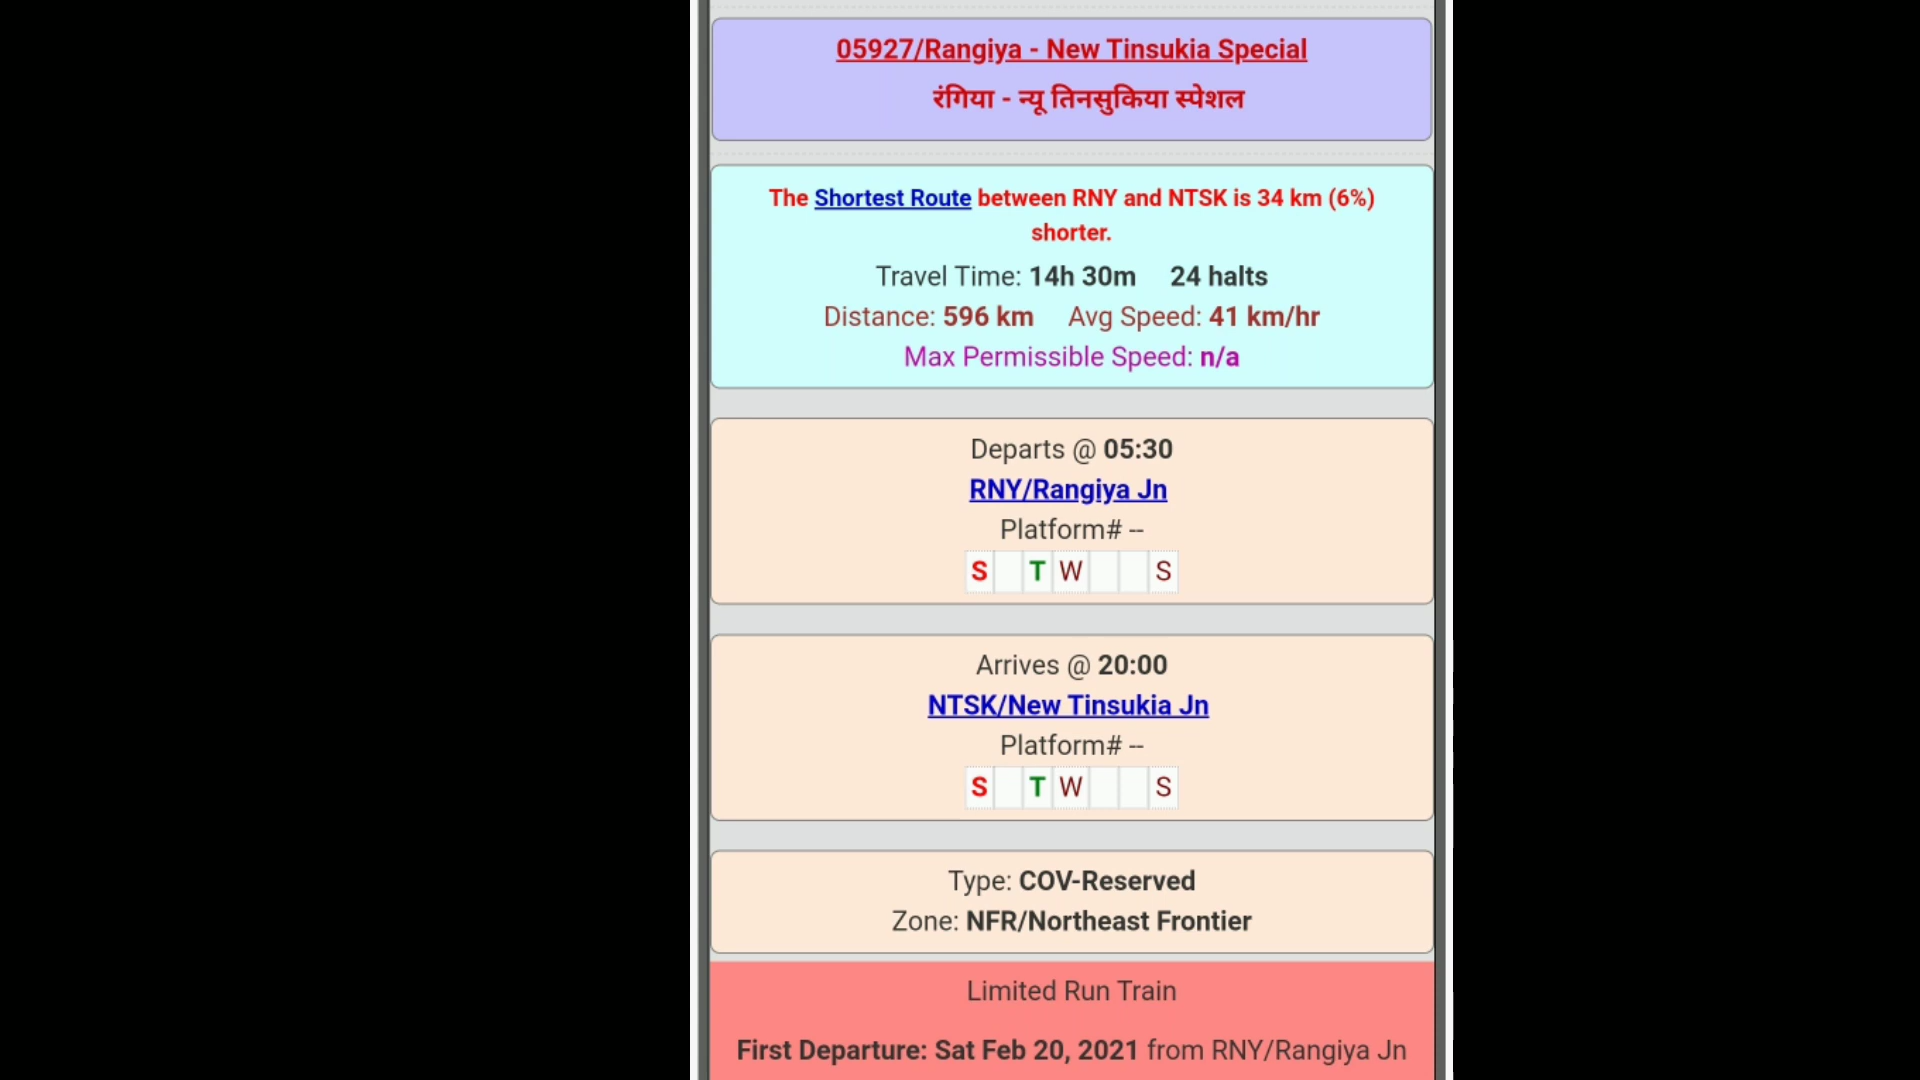 05927/Rangiya - New Tinsukia Special
रंगिया - न्यू तिनसुकिया स्पेशल
The Shortest Route between RNY and NTSK is 34 km (6%)
shorter.
Travel Time: 14h 30m 24 halts
Distance: 596 km Avg Speed: 41 km/hr
Max Permissible Speed: n/a
Departs @ 05:30
RNY/Rangiya Jn
Platform# --
S T W S
Arrives @ 20:00
NTSK/New Tinsukia Jn
Platform# --
S T W S
Type: COV-Reserved
Zone: NFR/Northeast Frontier
Limited Run Train
First Departure: Sat Feb 20, 2021 from RNY/Rangiya Jn